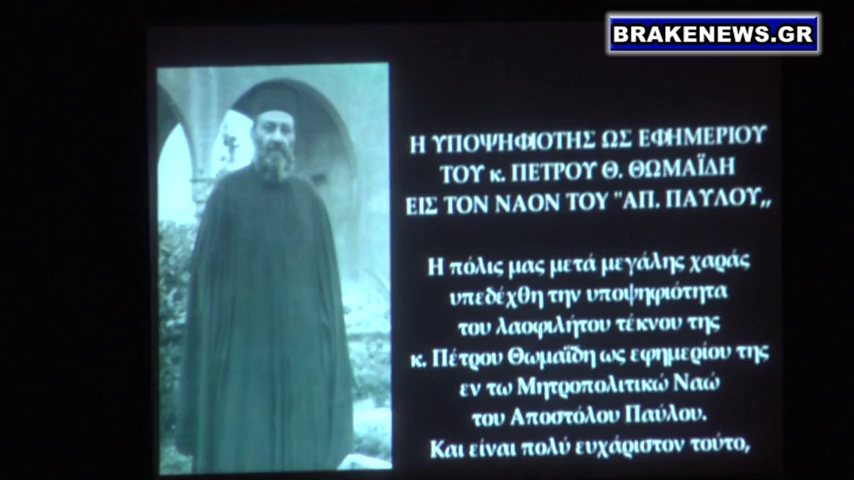 BRAKENEWS.GR
Η ΥΠΟΨΗΦΙΟΤΗΣ ΩΣ ΕΦΗΜΕΡΙΟΥ
ΤΟΥ κ. ΠΕΤΡΟΥ Θ. ΘΩΜΑΪΔΗ
ΕΙΣ ΤΟΝ ΝΑΟΝ ΤΟΥ "ΑΠ. ΠΑΥΛΟΥ,,
Η πόλις μας μετά μεγάλης χαράς
υπεδέχθη την υποψηφιότητα
του λαοφιλήτου τέκνου της
κ. Πέτρου Θωμαΐδη ως εφημερίου της
εν τω Μητροπολιτικώ Ναώ
του Αποστόλου Παύλου.
Και είναι πολύ ευχάριστον τούτο,